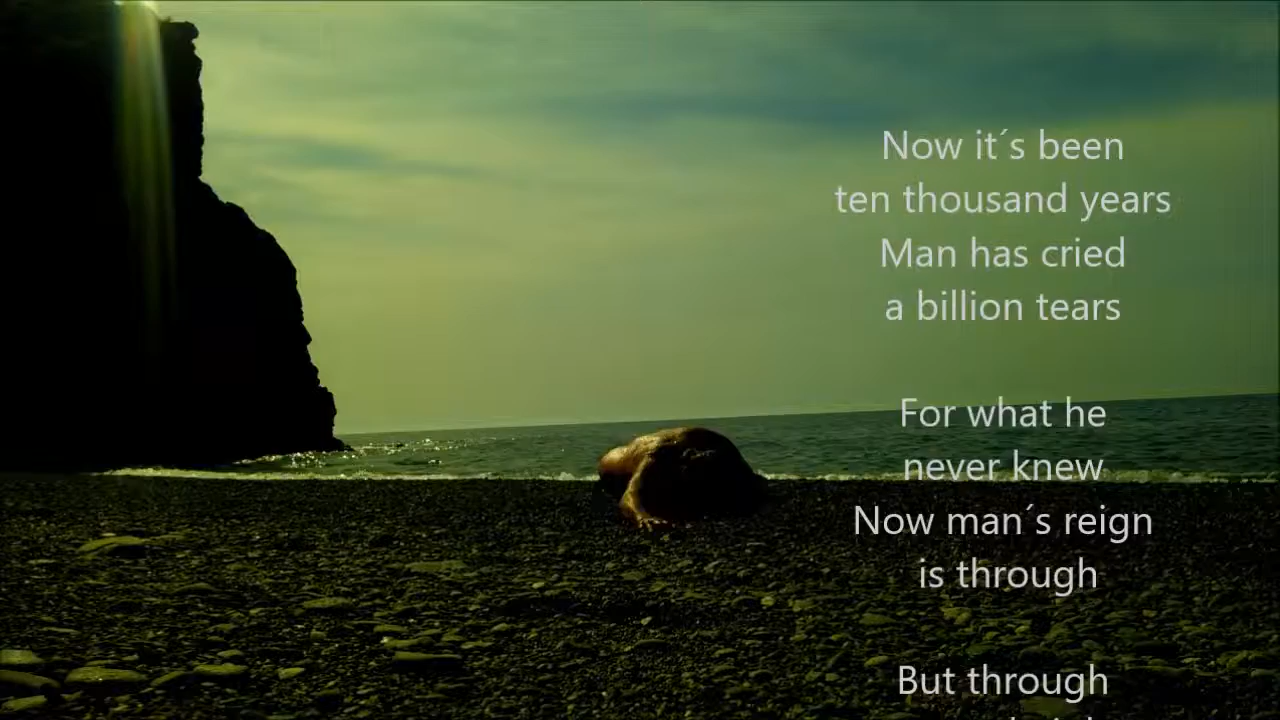 Now it´s been
ten thousand years
Man has cried
a billion tears
For what he
never knew
Now man´s reign
is through
But through